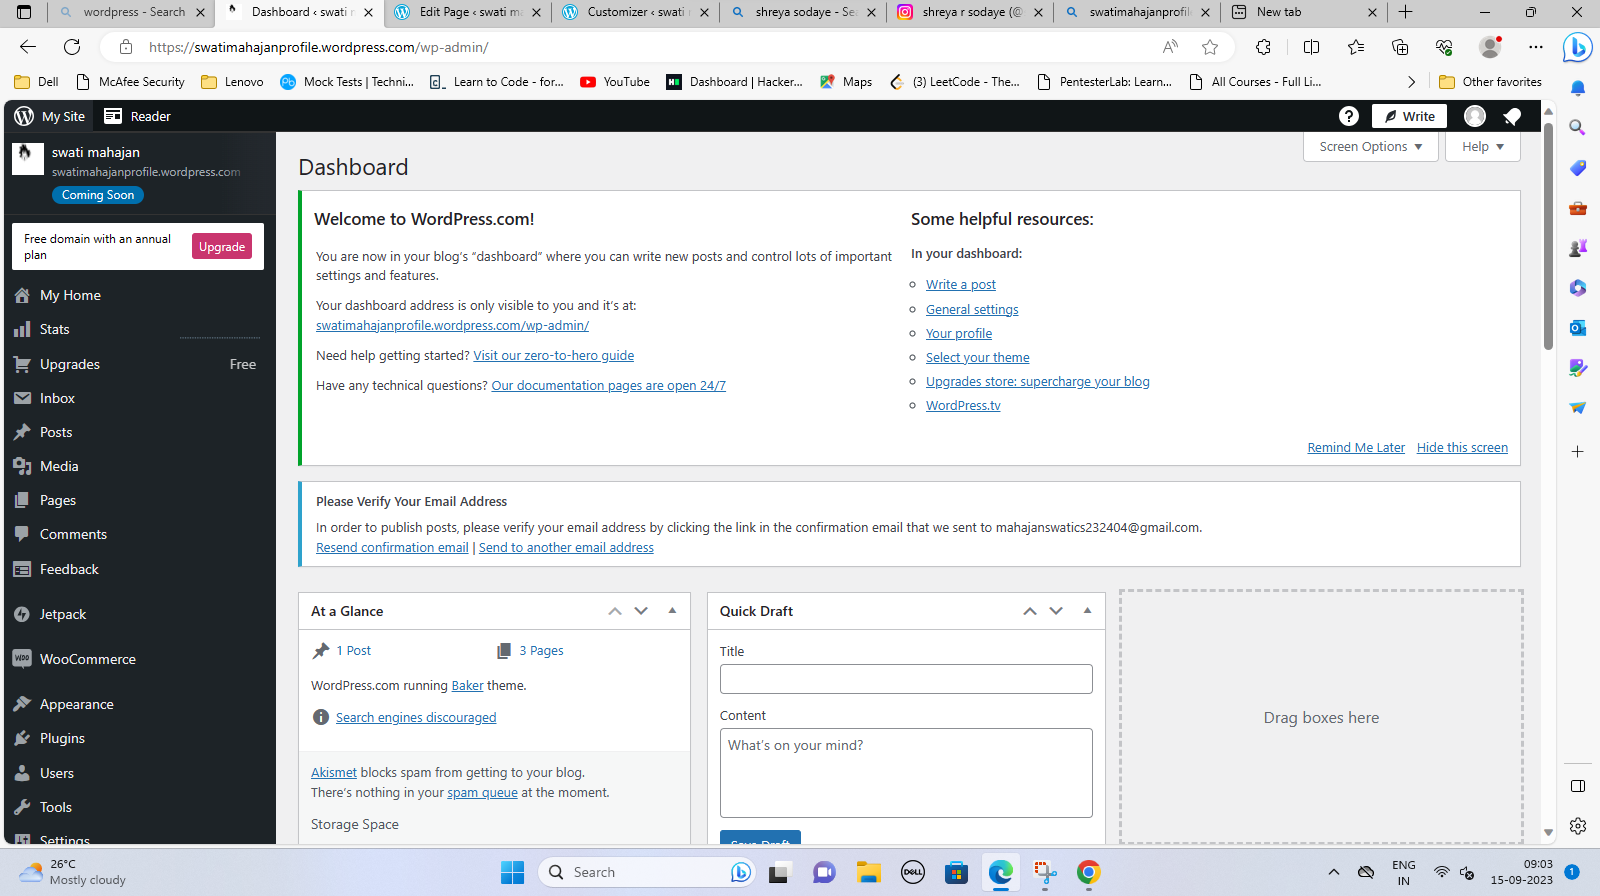 wordpress - Search
Dashboard ‹ swati m
Edit Page ‹ swati ma
Customizer ‹ swati
shreya sodaye - Se
shreya r sodaye (@
swatimahajanprofile
New tab
https://swatimahajanprofile.wordpress.com/wp-admin/
Dell
McAfee Security
Lenovo
Mock Tests | Techni...
Learn to Code - for...
YouTube
Dashboard | Hacker...
Maps
(3) LeetCode - The...
PentesterLab: Learn...
All Courses - Full Li...
Other favorites
My Site
Reader
Write
swati mahajan
swatimahajanprofile.wordpress.com
Coming Soon
Free domain with an annual
plan
Upgrade
My Home
Stats
Upgrades
Free
Inbox
Posts
Media
Pages
Comments
Feedback
Jetpack
WooCommerce
Appearance
Plugins
Users
Tools
Settings
Screen Options
Help
Dashboard
Welcome to WordPress.com!
You are now in your blog’s “dashboard” where you can write new posts and control lots of important
settings and features.
Your dashboard address is only visible to you and it’s at:
swatimahajanprofile.wordpress.com/wp-admin/
Need help getting started? Visit our zero-to-hero guide
Have any technical questions? Our documentation pages are open 24/7
Some helpful resources:
In your dashboard:
Write a post
General settings
Your profile
Select your theme
Upgrades store: supercharge your blog
WordPress.tv
Remind Me Later
Hide this screen
Please Verify Your Email Address
In order to publish posts, please verify your email address by clicking the link in the confirmation email that we sent to mahajanswatics232404@gmail.com.
Resend confirmation email | Send to another email address
At a Glance
1 Post
3 Pages
WordPress.com running Baker theme.
Search engines discouraged
Akismet blocks spam from getting to your blog.
There’s nothing in your spam queue at the moment.
Storage Space
Quick Draft
Title
Content
What’s on your mind?
Save Draft
Drag boxes here
26°C
Mostly cloudy
Search
ENG
IN
09:03
15-09-2023
1